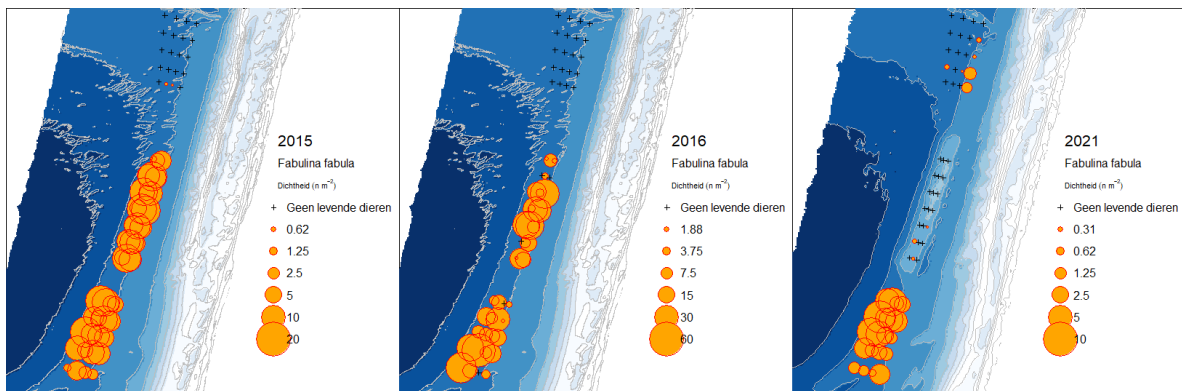 2015
Fabulina fabula
Dichtheid (n m⁻²)
Geen levende dieren
0.62
1.25
2.5
5
10
20
2016
Fabulina fabula
Dichtheid (n m⁻²)
Geen levende dieren
1.88
3.75
7.5
15
30
60
2021
Fabulina fabula
Dichtheid (n m⁻²)
Geen levende dieren
0.31
0.62
1.25
2.5
5
10